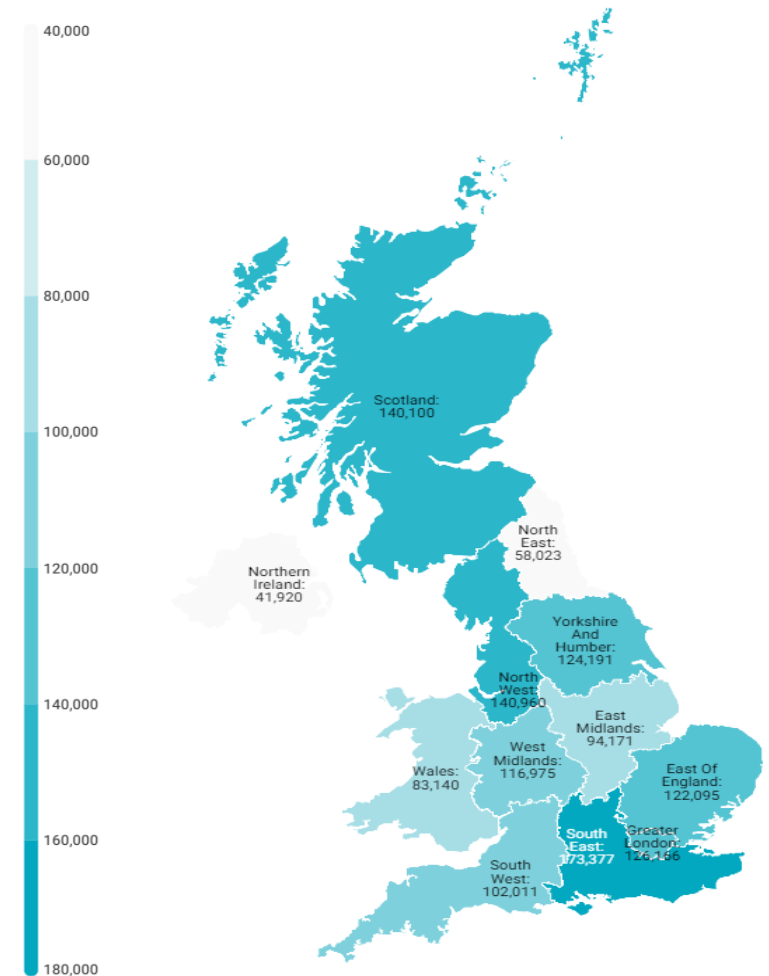 40,000
60,000
80,000
100,000
120,000
140,000
160,000
180,000
Scotland:
140,100
North
East:
58,023
Northern
Ireland:
41,920
Yorkshire
And
Humber:
124,191
North
West:
140,960
East
Midlands:
94,171
West
Midlands:
116,975
Wales:
83,140
East Of
England:
122,095
Greater
London:
126,166
South
East:
173,377
South
West:
102,011